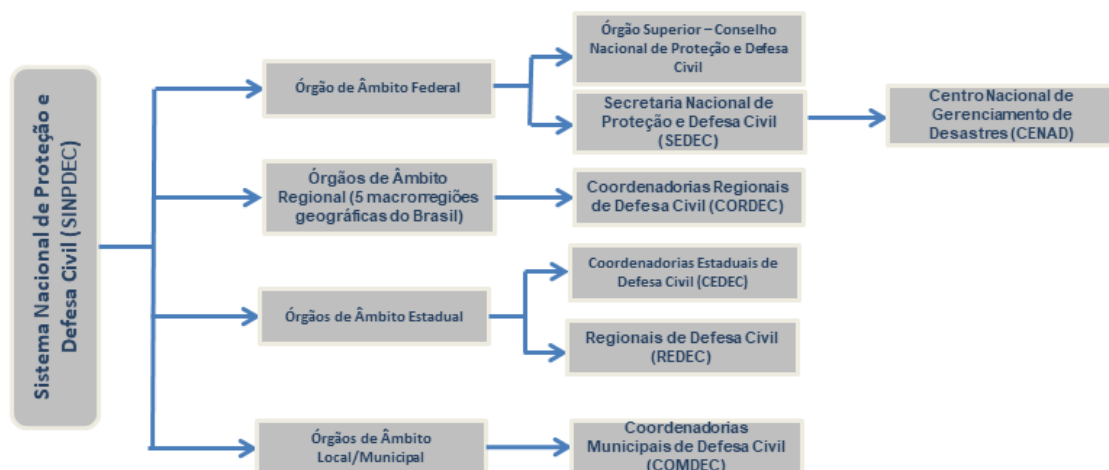 Sistema Nacional de Proteção e
Defesa Civil (SINPDEC)
Órgão de Âmbito Federal
Órgão Superior – Conselho
Nacional de Proteção e Defesa
Civil
Secretaria Nacional de
Proteção e Defesa Civil
(SEDEC)
Centro Nacional de
Gerenciamento de
Desastres (CENAD)
Órgãos de Âmbito
Regional (5 macrorregiões
geográficas do Brasil)
Coordenadorias Regionais
de Defesa Civil (CORDEC)
Órgãos de Âmbito Estadual
Coordenadorias Estaduais de
Defesa Civil (CEDEC)
Regionais de Defesa Civil
(REDEC)
Órgãos de Âmbito
Local/Municipal
Coordenadorias
Municipais de Defesa Civil
(COMDEC)